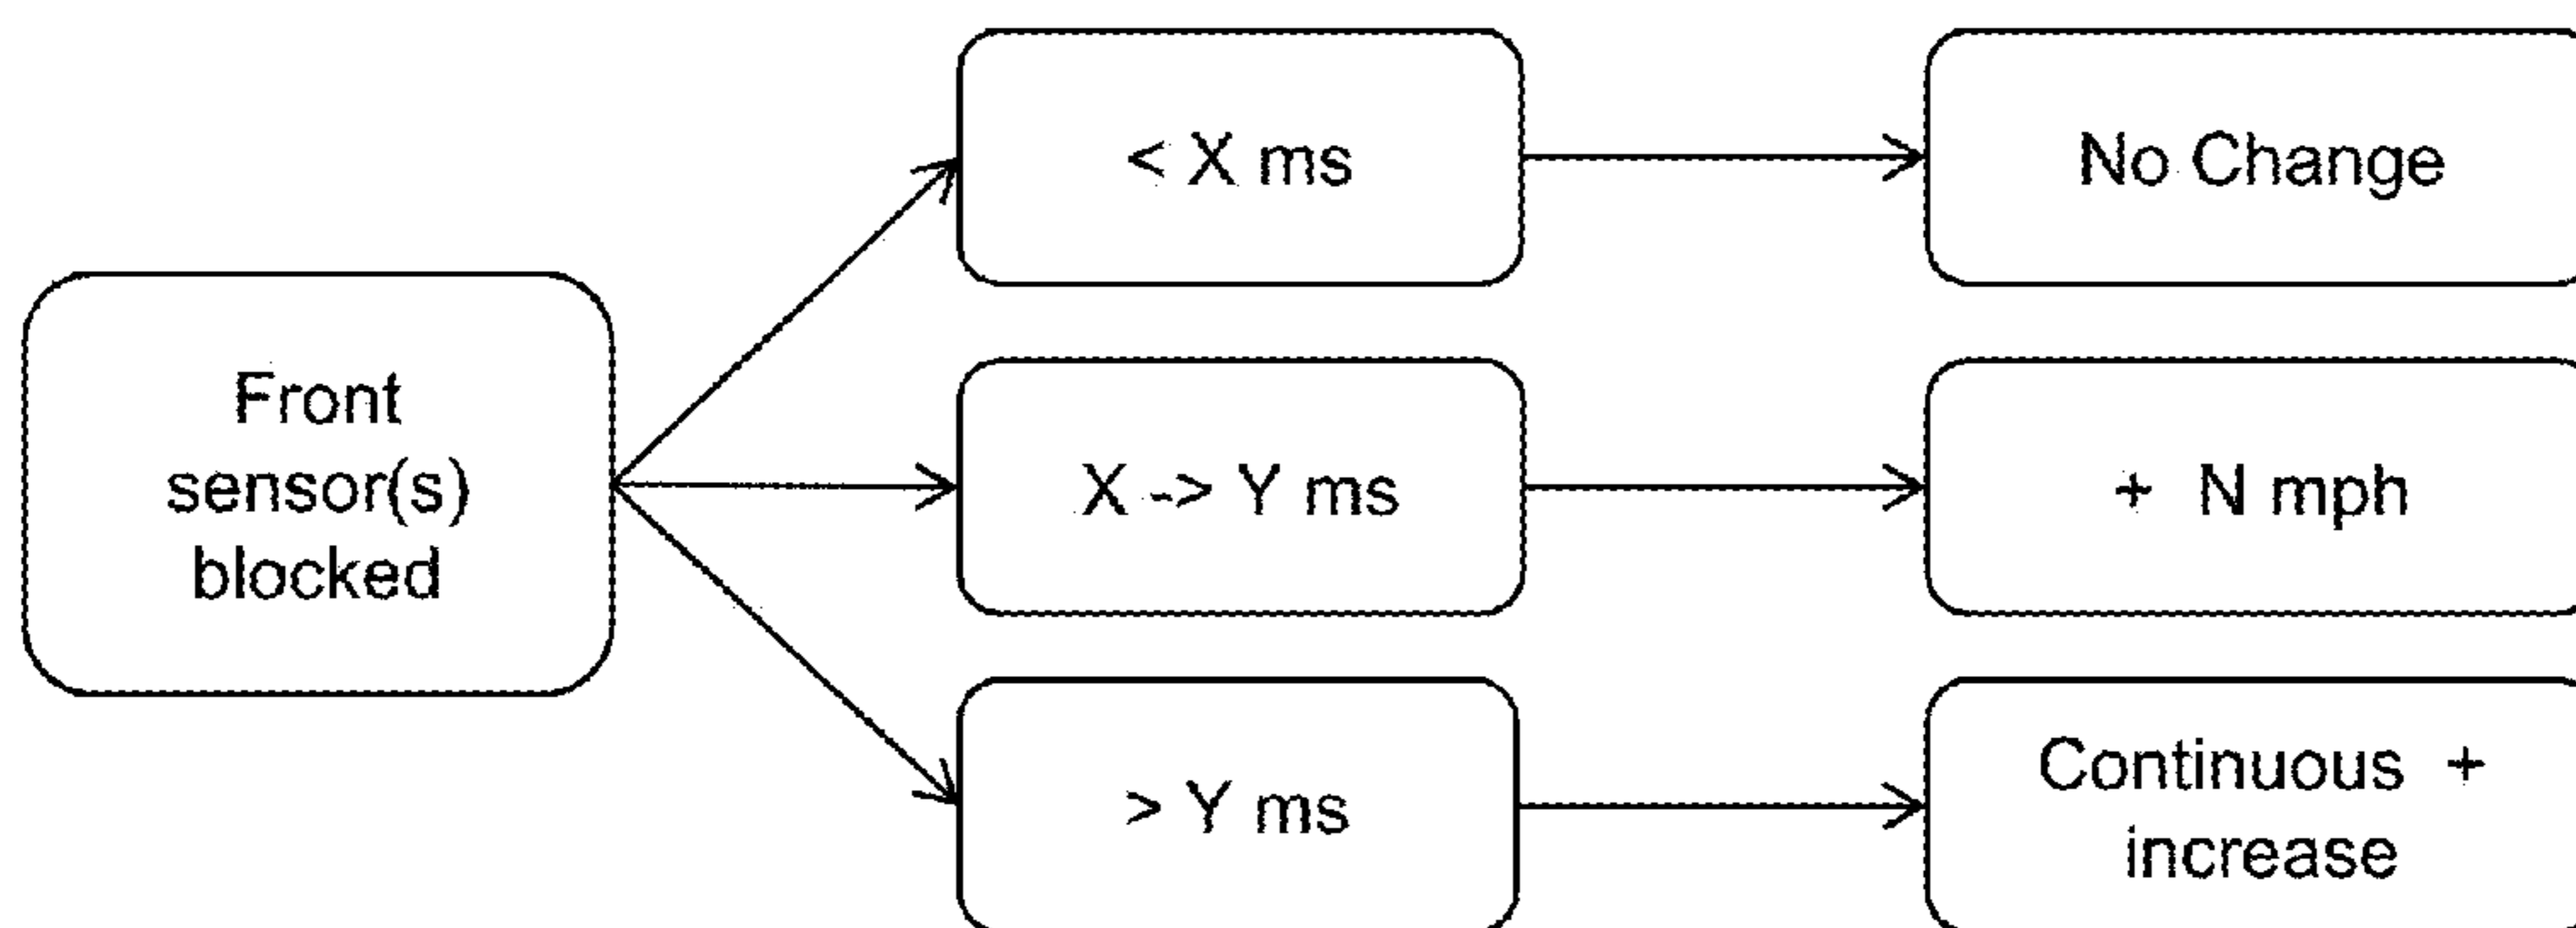 Front
sensor(s)
blocked
< X ms
No Change
X -> Y ms
+ N mph
> Y ms
Continuous +
increase